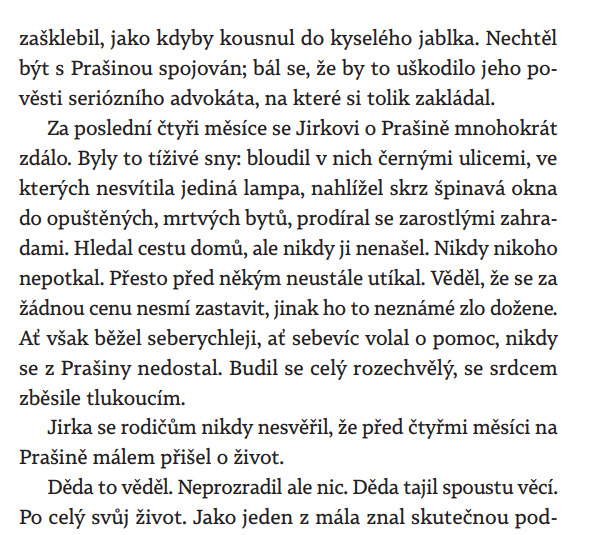 zašklebil, jako kdyby kousnul do kyselého jablka. Nechtěl
být s Prašinou spojován; bál se, že by to uškodilo jeho po-
věsti seriózního advokáta, na které si tolik zakládal.
Za poslední čtyři měsíce se Jirkovi o Prašině mnohokrát
zdálo. Byly to tíživé sny: bloudil v nich černými ulicemi, ve
kterých nesvítila jediná lampa, nahlížel skrz špinavá okna
do opuštěných, mrtvých bytů, prodíral se zarostlými zahra-
dami. Hledal cestu domů, ale nikdy ji nenašel. Nikdy nikoho
nepotkal. Přesto před někým neustále utíkal. Věděl, že se za
žádnou cenu nesmí zastavit, jinak ho to neznámé zlo dožene.
Ať však běžel seberychleji, ať sebevíc volal o pomoc, nikdy
se z Prašiny nedostal. Budil se celý rozechvělý, se srdcem
zběsile tlukoucím.
Jirka se rodičům nikdy nesvěřil, že před čtyřmi měsíci na
Prašině málem přišel o život.
Děda to věděl. Neprozradil ale nic. Děda tajil spoustu věcí.
Po celý svůj život. Jako jeden z mála znal skutečnou pod-